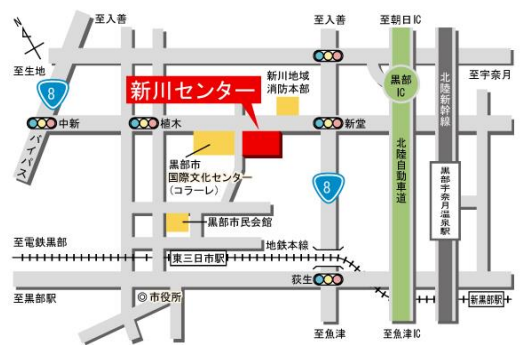 至入善
至入善
至朝日IC
至生地
8
新川地域
消防本部
黒部
IC
至宇奈月
新川センター
北陸新幹線
中新
植木
新堂
バイパス
黒部市
国際文化センター
(コラーレ)
8
北陸自動車道
黒部宇奈月温泉駅
黒部市民会館
至電鉄黒部
地鉄本線
東三日市駅
荻生
至黒部駅
◎市役所
新黒部駅
至魚津
至魚津IC